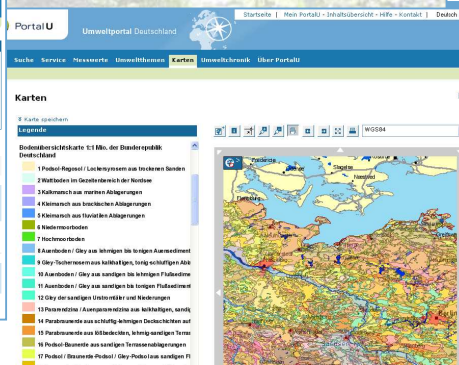 Startseite | Mein PortalU - Inhaltsübersicht - Hilfe - Kontakt | Deutsch
PortalU
Umweltportal Deutschland
Suche Service Messwerte Umweltthemen Karten Umweltchronik Über PortalU
Karten
Karte speichern
Legende
WGS84
Bodenübersichtskarte 1:1 Mio. der Bunderepublik
Deutschland
1 Podsol-Regosol / Lockersyrosem aus trockenen Sanden
2 Wattboden im Gezeitenbereich der Nordsee
3 Kalkmarsch aus marinen Ablagerungen
4 Kleimarsch aus brackischen Ablagerungen
5 Kleimarsch aus fluviatilen Ablagerungen
6 Niedermoorboden
7 Hochmoorboden
8 Auenboden / Gley aus lehmigen bis tonigen Auensediment
9 Gley-Tschernosem aus kalkhaltigen, tonig-schluffigen Abla
10 Auenboden / Gley aus sandigen bis lehmigen Flußsedime
11 Auenboden / Gley aus sandigen bis tonigen Flußsediment
12 Gley der sandigen Urstromtäler und Niederungen
13 Pararendzina / Auenpararendzina aus kalkhaltigen, sandig
14 Parabraunerde aus schluffig-lehmigen Deckschichten auf
15 Parabraunerde aus lößbedeckten, lehmig-sandigen Terras
16 Podsol-Braunerde aus sandigen Terrassenablagerungen
17 Podsol / Braunerde-Podsol / Gley-Podsol aus sandigen Fl
Fredericia
Slagelse
Næstved
Flensburg
Berlin